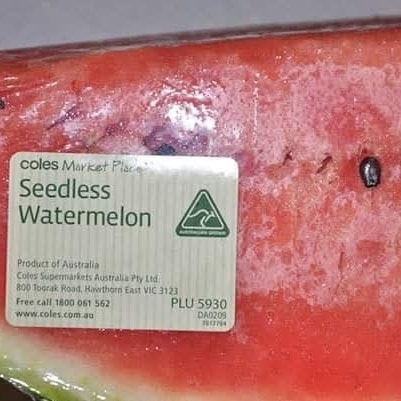 coles Market Place
Seedless
Watermelon
AUSTRALIAN GROWN
Product of Australia
Coles Supermarkets Australia Pty Ltd.
800 Toorak Road, Hawthorn East VIC 3123
Free call 1800 061 562
PLU 5930
www.coles.com.au
DA0209
7013704